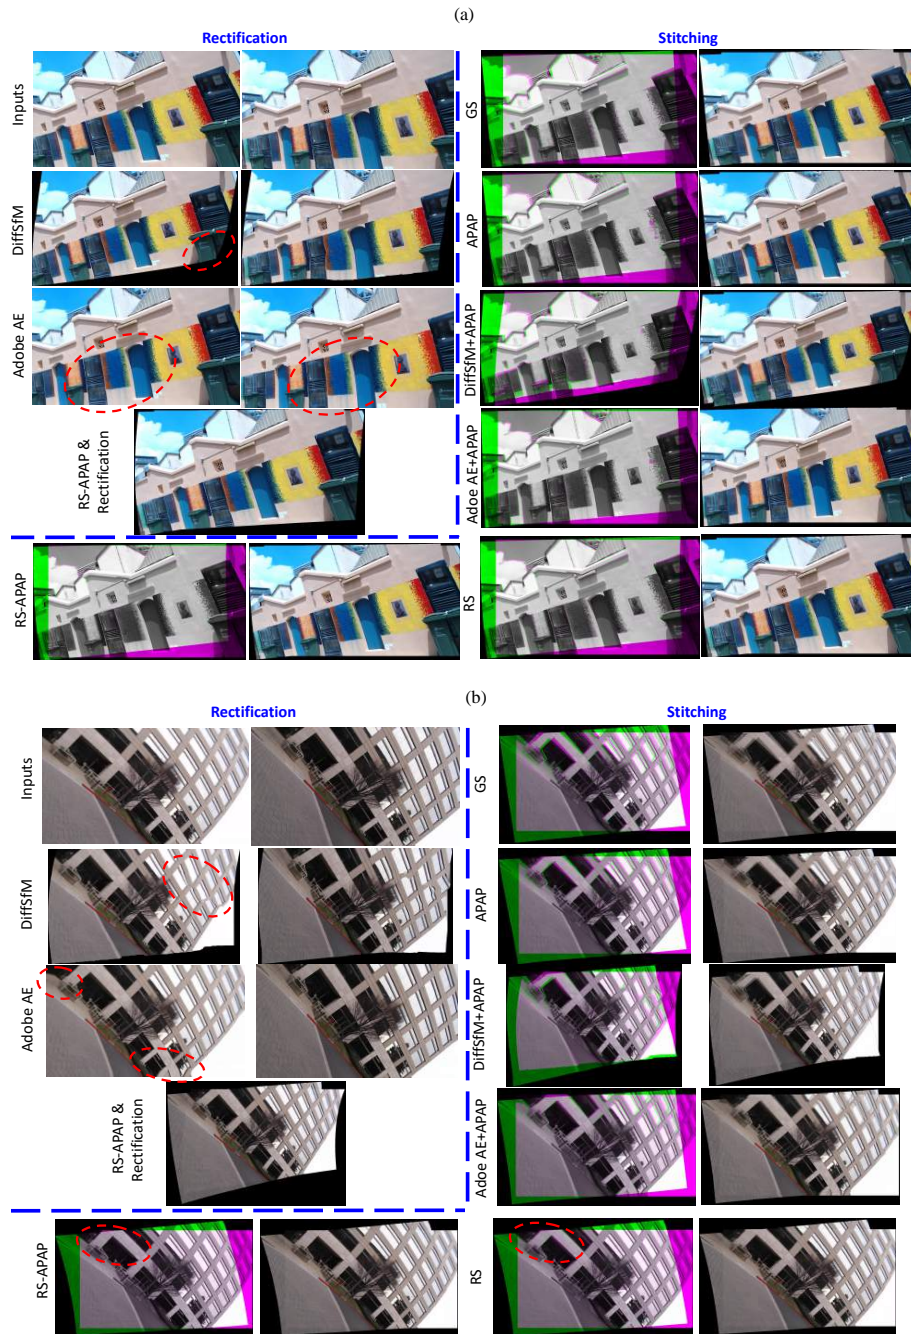 (a)
Rectification
Stitching
Inputs
GS
DiffSfM
APAP
Adobe AE
DiffSfM+APAP
RS-APAP &
Rectification
Adoe AE+APAP
RS-APAP
RS
(b)
Rectification
Stitching
Inputs
GS
DiffSfM
APAP
Adobe AE
DiffSfM+APAP
RS-APAP &
Rectification
Adoe AE+APAP
RS-APAP
RS